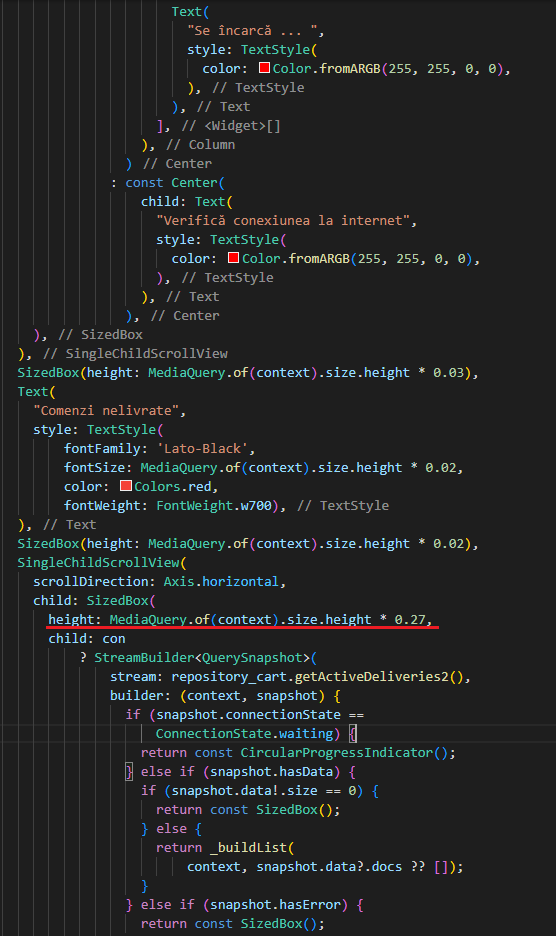 Text(
"Se încarcă ... ",
style: TextStyle(
color: Color.fromARGB(255, 255, 0, 0),
), // TextStyle
), // Text
], // <Widget>[]
), // Column
) // Center
: const Center(
child: Text(
"Verifică conexiunea la internet",
style: TextStyle(
color: Color.fromARGB(255, 255, 0, 0),
), // TextStyle
), // Text
), // Center
), // SizedBox
), // SingleChildScrollView
SizedBox(height: MediaQuery.of(context).size.height * 0.03),
Text(
"Comenzi nelivrate",
style: TextStyle(
fontFamily: 'Lato-Black',
fontSize: MediaQuery.of(context).size.height * 0.02,
color: Colors.red,
fontWeight: FontWeight.w700), // TextStyle
), // Text
SizedBox(height: MediaQuery.of(context).size.height * 0.02),
SingleChildScrollView(
scrollDirection: Axis.horizontal,
child: SizedBox(
height: MediaQuery.of(context).size.height * 0.27,
child: con
? StreamBuilder<QuerySnapshot>(
stream: repository_cart.getActiveDeliveries2(),
builder: (context, snapshot) {
if (snapshot.connectionState ==
ConnectionState.waiting) {
return const CircularProgressIndicator();
} else if (snapshot.hasData) {
if (snapshot.data!.size == 0) {
return const SizedBox();
} else {
return _buildList(
context, snapshot.data?.docs ?? []);
}
} else if (snapshot.hasError) {
return const SizedBox();